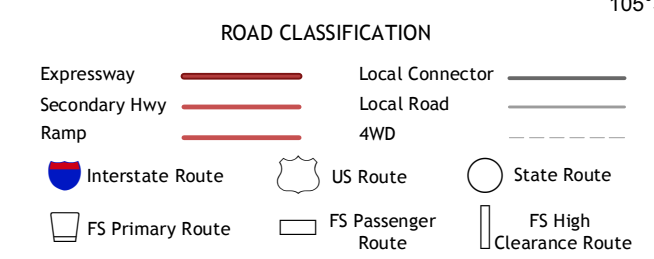 105°
ROAD CLASSIFICATION
Expressway
Local Connector
Secondary Hwy
Local Road
Ramp
4WD
Interstate Route
US Route
State Route
FS Primary Route
FS Passenger
Route
FS High
Clearance Route